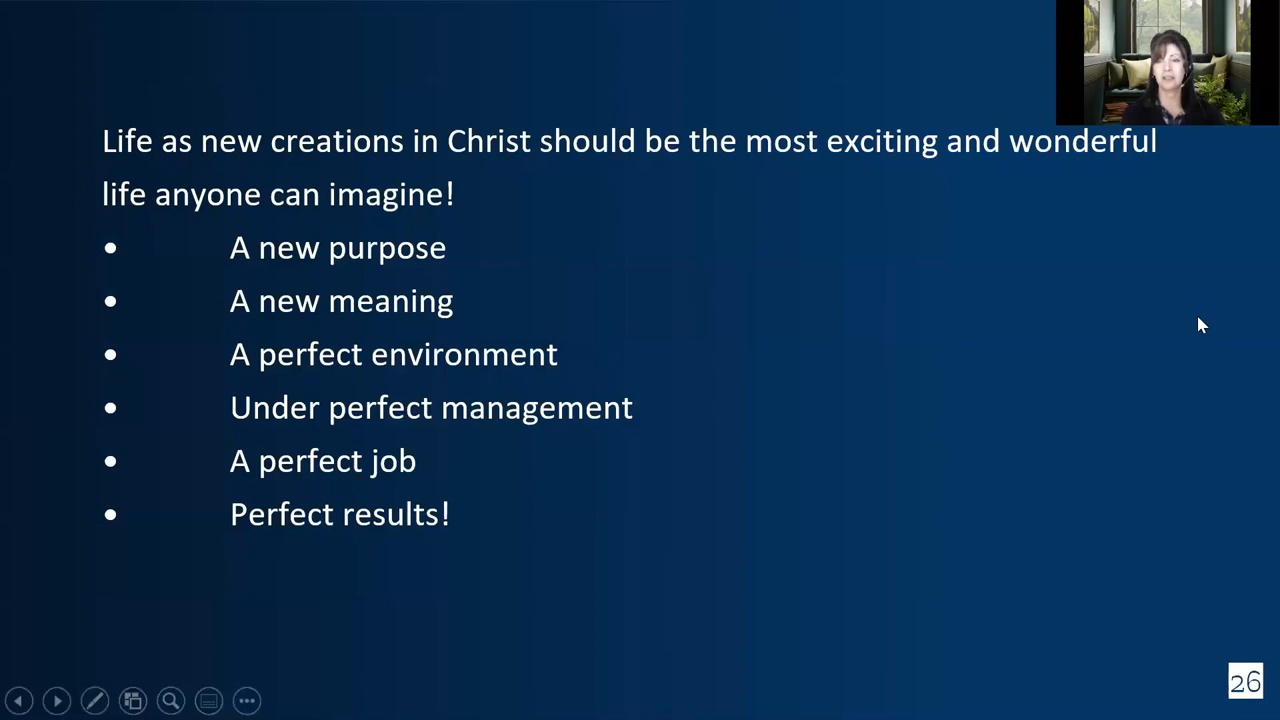 Life as new creations in Christ should be the most exciting and wonderful
life anyone can imagine!
• A new purpose
• A new meaning
• A perfect environment
• Under perfect management
• A perfect job
• Perfect results!
26